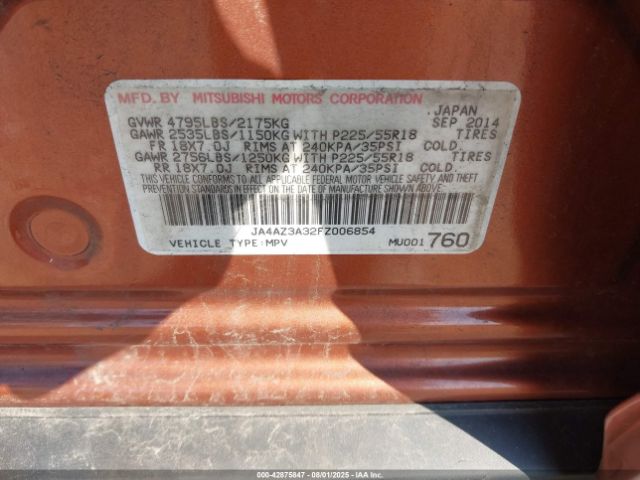 MFD. BY MITSUBISHI MOTORS CORPORATION
JAPAN
GVWR 4795LBS/2175KG SEP 2014
GAWR 2535LBS/1150KG WITH P225/55R18 TIRES
FR 18X7.0J RIMS AT 240KPA/35PSI COLD.
GAWR 2756LBS/1250KG WITH P225/55R18 TIRES
RR 18X7.0J RIMS AT 240KPA/35PSI COLD.
THIS VEHICLE CONFORMS TO ALL APPLICABLE FEDERAL MOTOR VEHICLE SAFETY AND THEFT
PREVENTION STANDARDS IN EFFECT ON THE DATE OF MANUFACTURE SHOWN ABOVE.
JA4AZ3A32FZ006854
VEHICLE TYPE:MPV MU001 760
000-42875847 - 08/01/2025 - IAAI.COM